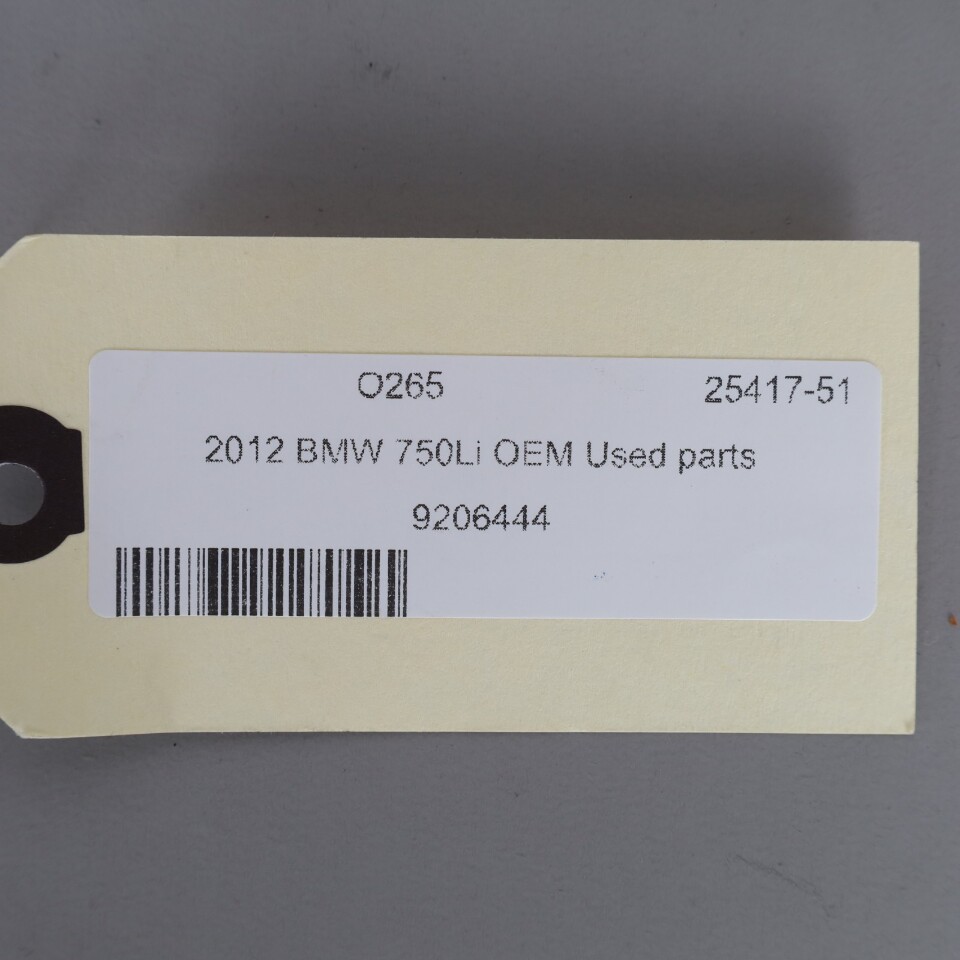 O265 25417-51
2012 BMW 750Li OEM Used parts
9206444